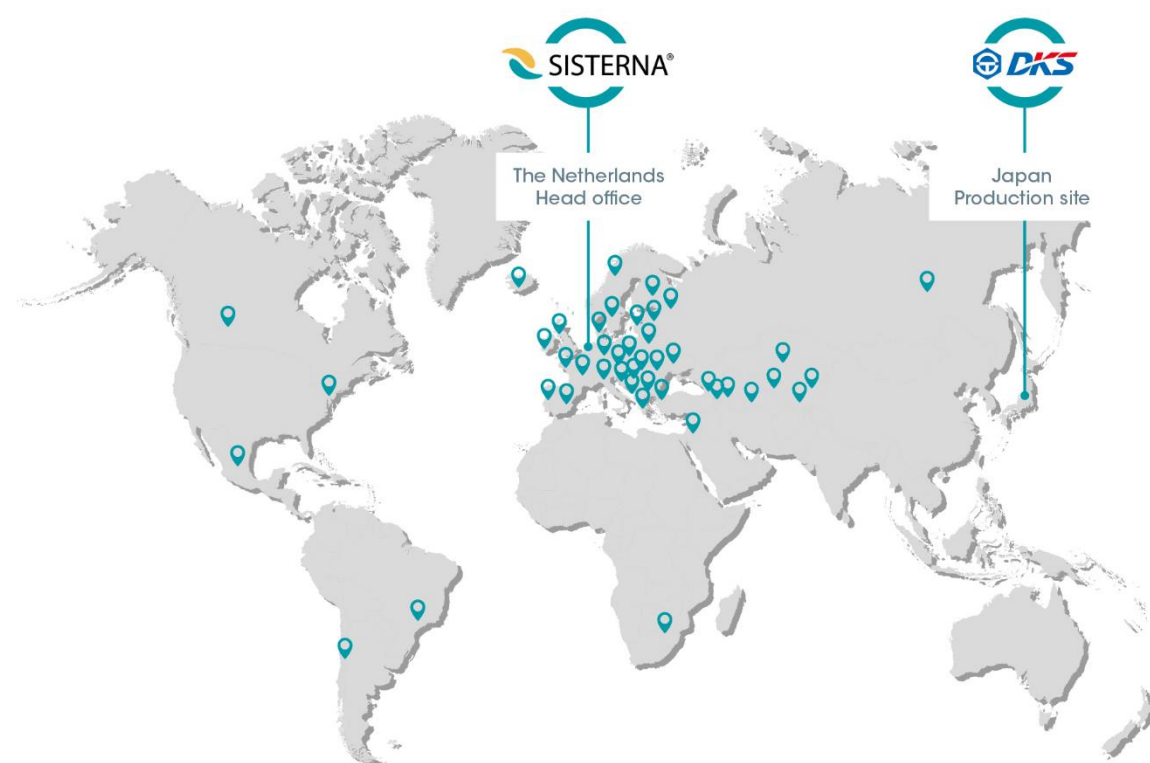 SISTERNA®
DKS
The Netherlands
Head office
Japan
Production site